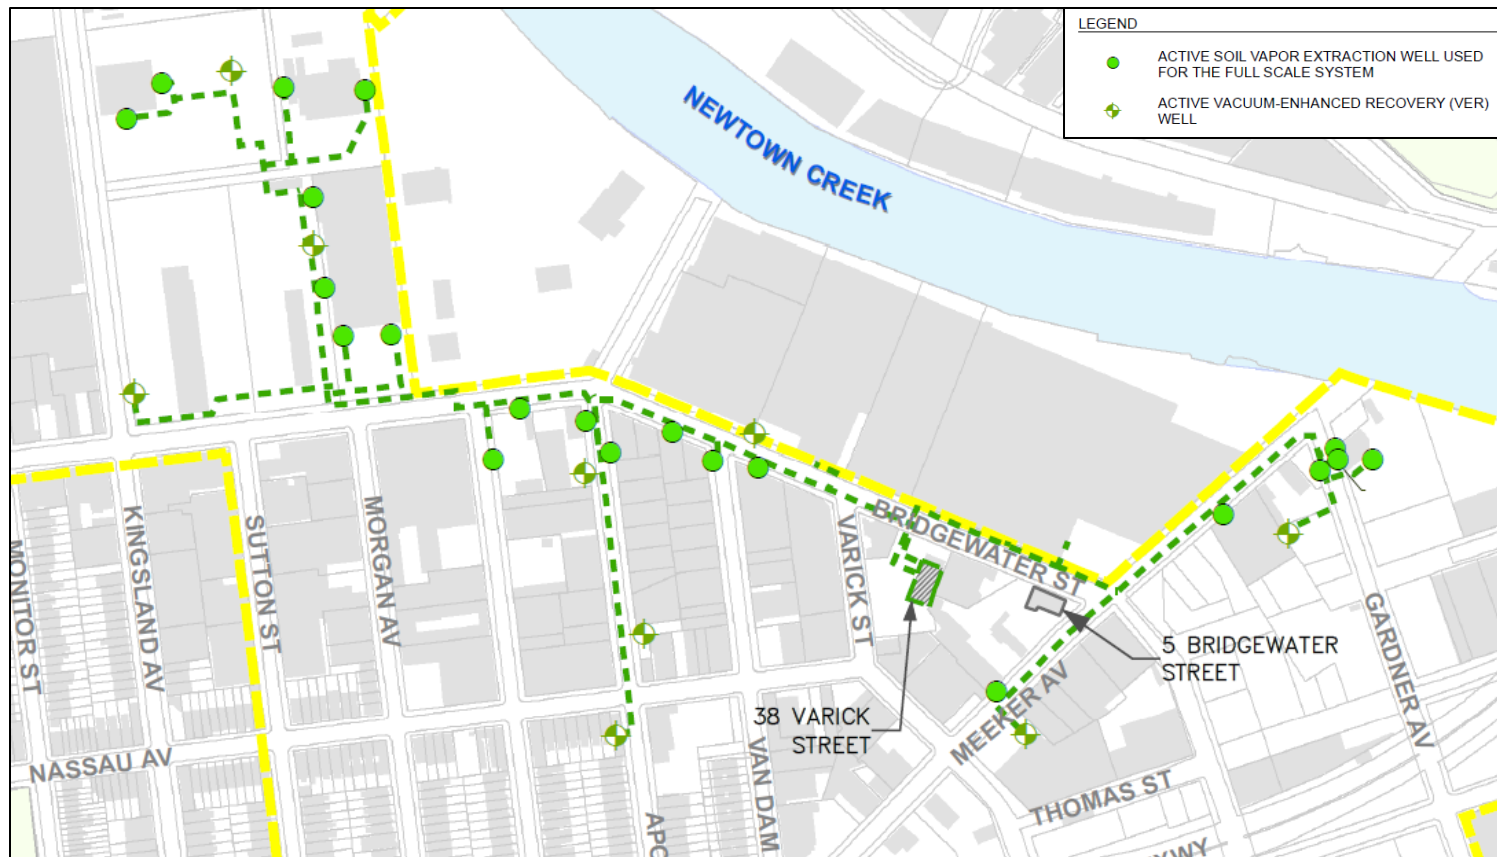 LEGEND
ACTIVE SOIL VAPOR EXTRACTION WELL USED
FOR THE FULL SCALE SYSTEM
ACTIVE VACUUM-ENHANCED RECOVERY (VER)
WELL
NEWTOWN CREEK
BRIDGEWATER ST
MONITOR ST
KINGSLAND AV
SUTTON ST
MORGAN AV
VARICK ST
GARDNER AV
5 BRIDGEWATER
STREET
38 VARICK
STREET
MEEKER AV
NASSAU AV
VAN DAM
APO
THOMAS ST
XWY